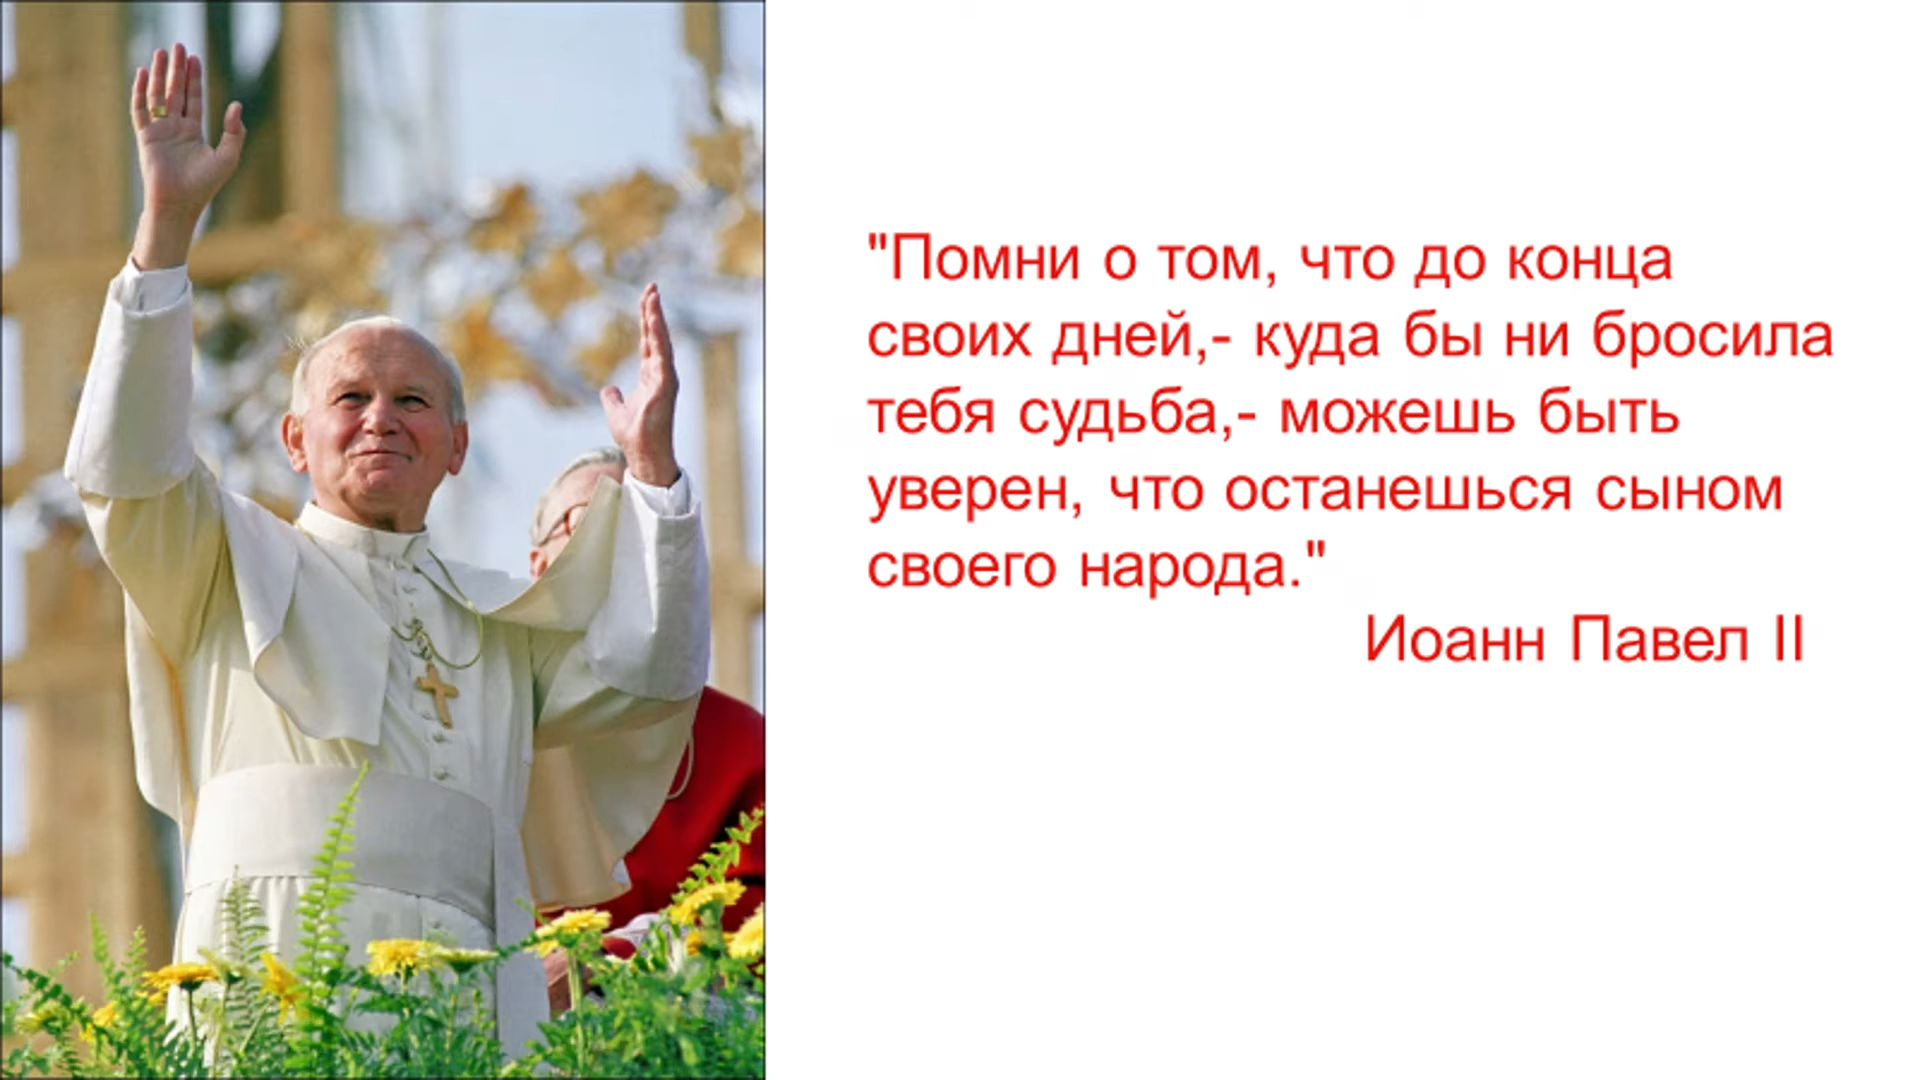 "Помни о том, что до конца
своих дней,- куда бы ни бросила
тебя судьба,- можешь быть
уверен, что останешься сыном
своего народа."
Иоанн Павел II